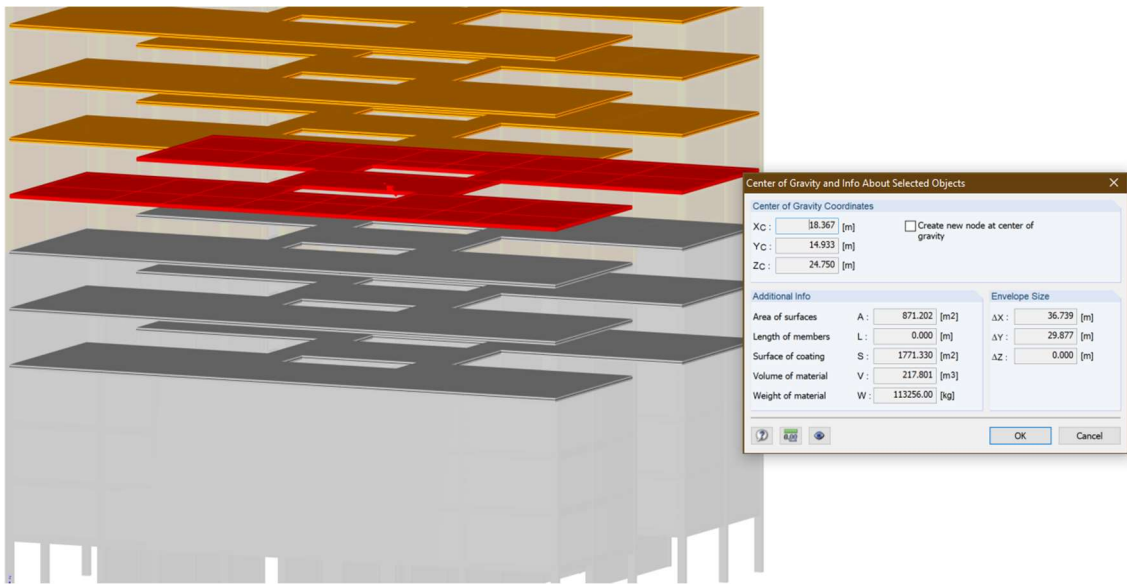 Center of Gravity and Info About Selected Objects
Center of Gravity Coordinates
XC : 18.367 [m]
Create new node at center of
gravity
YC : 14.933 [m]
ZC : 24.750 [m]
Additional Info
Area of surfaces A : 871.202 [m2]
Length of members L : 0.000 [m]
Surface of coating S : 1771.330 [m2]
Volume of material V : 217.801 [m3]
Weight of material W : 113256.00 [kg]
Envelope Size
ΔX : 36.739 [m]
ΔY : 29.877 [m]
ΔZ : 0.000 [m]
0,00
OK Cancel